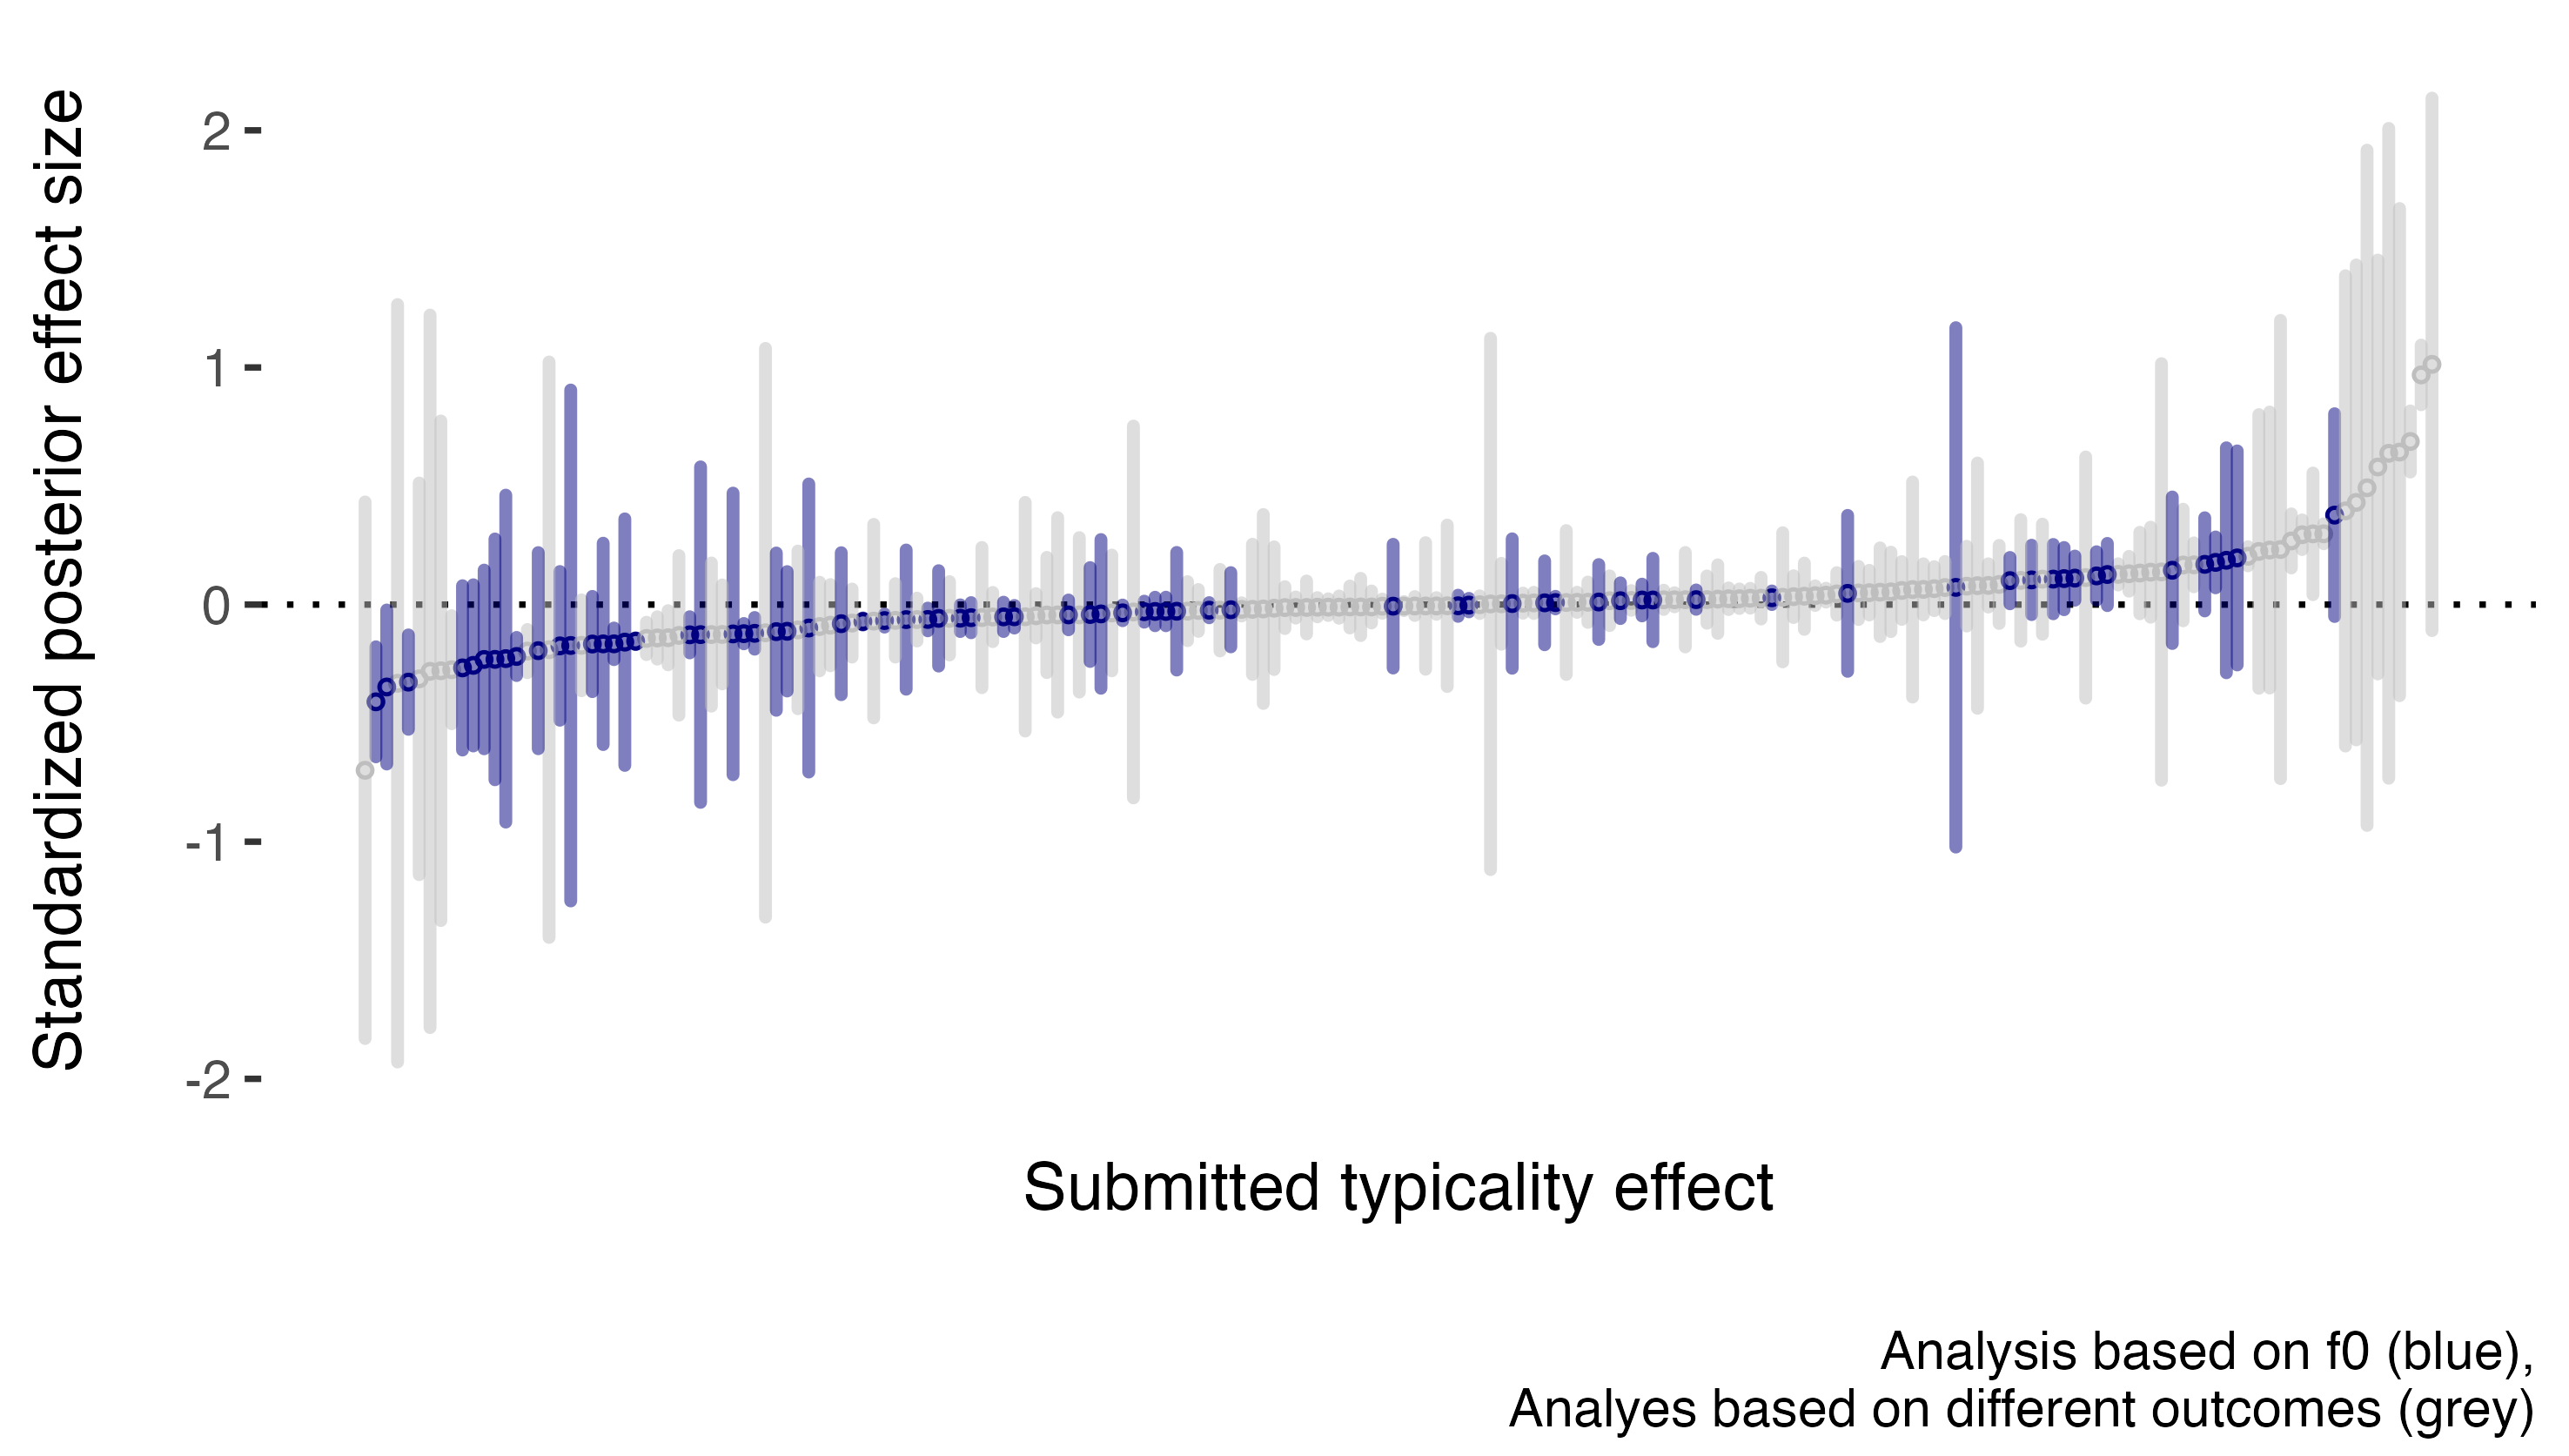 Standardized posterior effect size
2
1
0
-1
-2
Submitted typicality effect
Analysis based on f0 (blue),
Analyes based on different outcomes (grey)